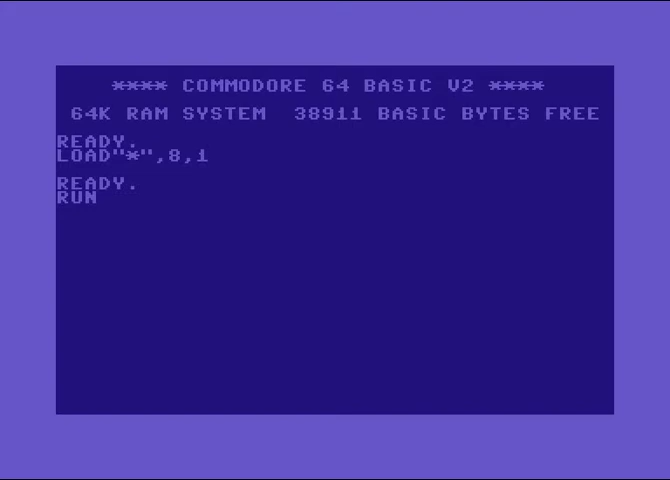 **** COMMODORE 64 BASIC V2 ****
64K RAM SYSTEM  38911 BASIC BYTES FREE
READY.
LOAD"*",8,1
READY.
RUN